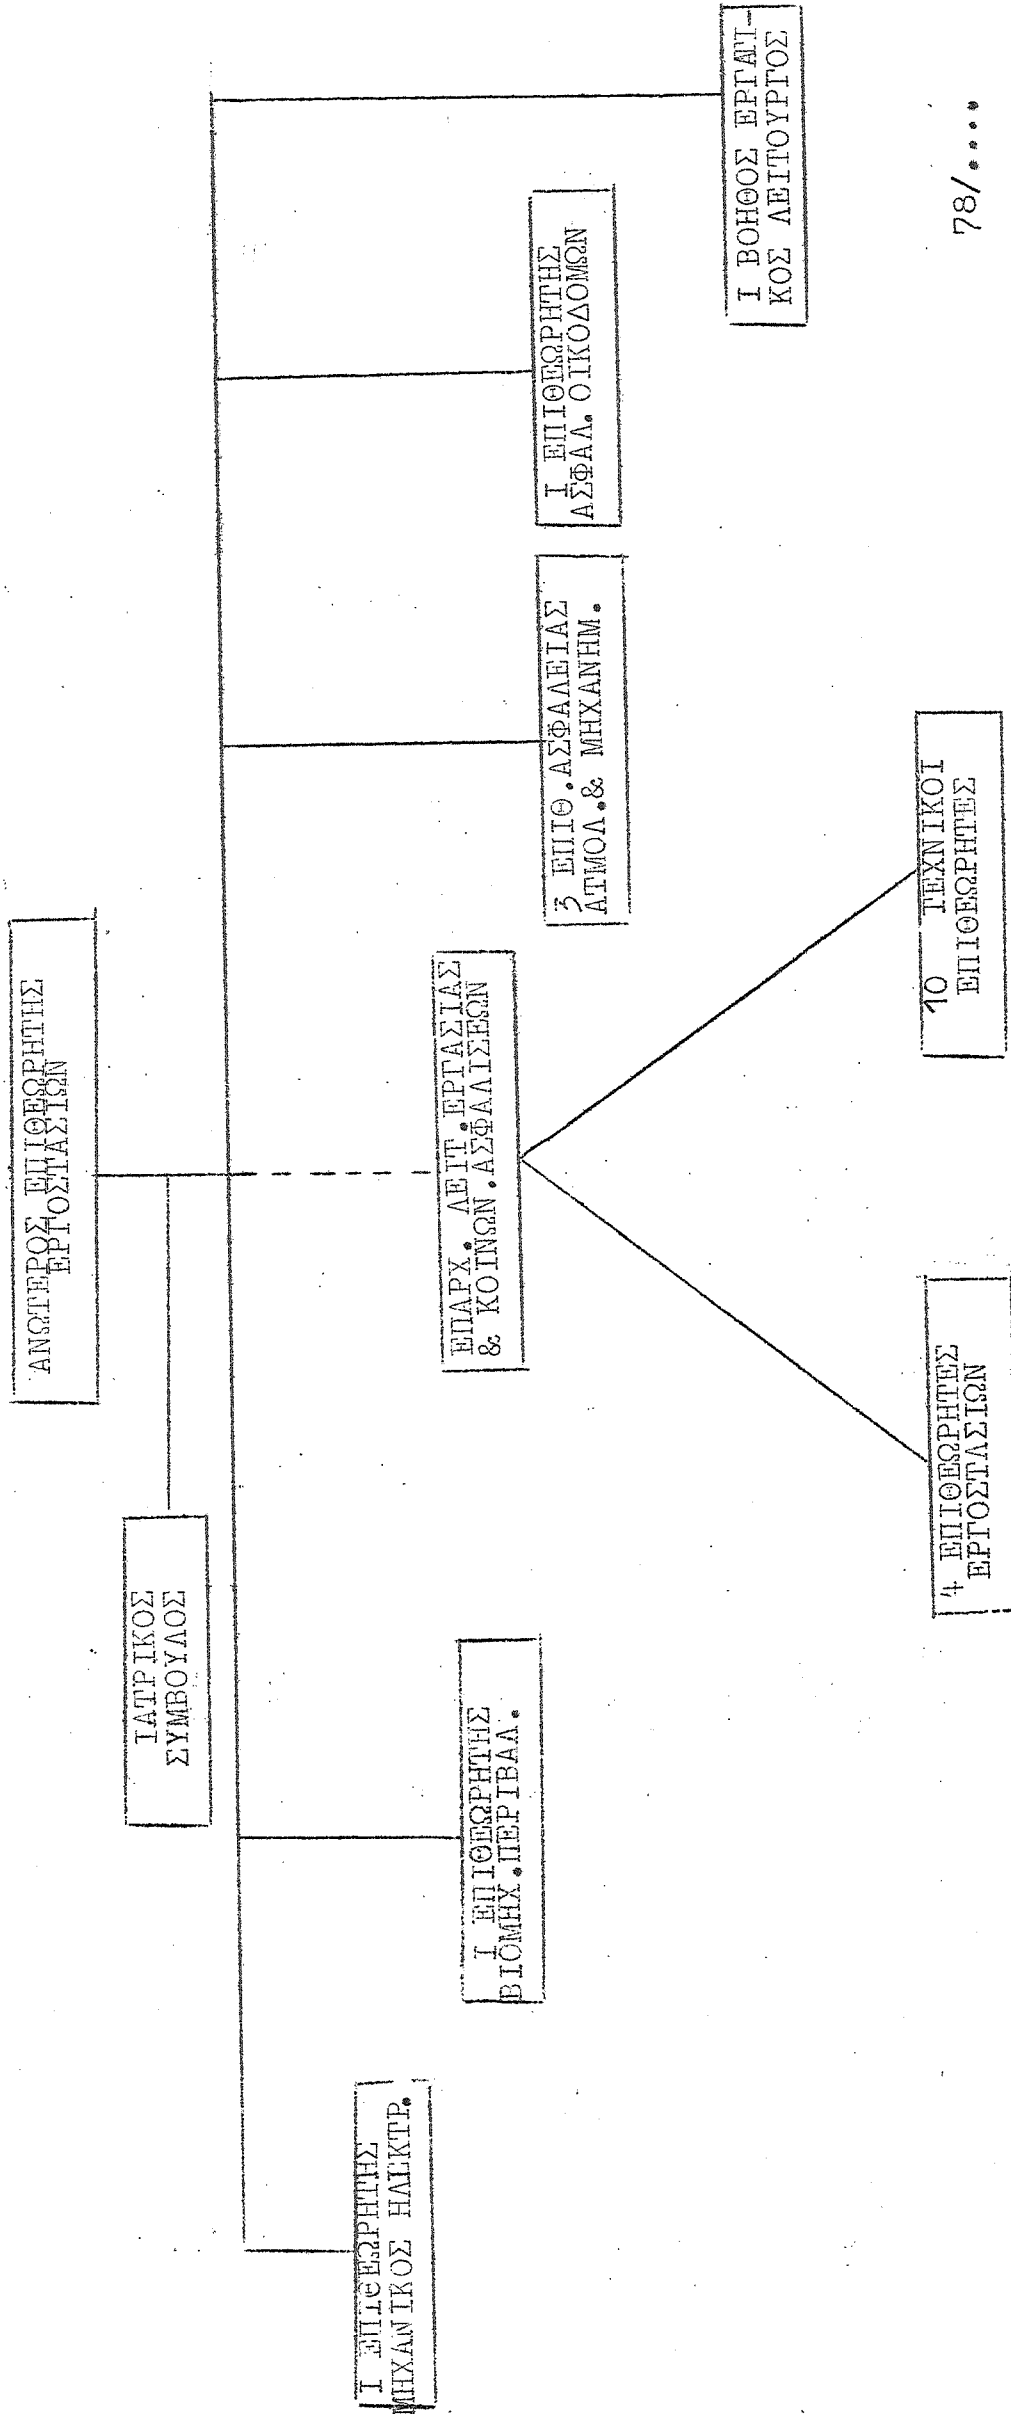 ΑΝΩΤΕΡΟΣ ΕΠΙΘΕΩΡΗΤΗΣ
ΕΡΓΟΣΤΑΣΙΩΝ
ΙΑΤΡΙΚΟΣ
ΣΥΜΒΟΥΛΟΣ
Ι ΕΠΙΘΕΩΡΗΤΗΣ
ΜΗΧΑΝΙΚΟΣ ΗΛΕΚΤΡ.
Ι ΕΠΙΘΕΩΡΗΤΗΣ
ΒΙΟΜΗΧ.ΠΕΡΙΒΑΛ.
ΕΠΑΡΧ. ΛΕΙΤ.ΕΡΓΑΣΙΑΣ
& ΚΟΙΝΩΝ.ΑΣΦΑΛΙΣΕΩΝ
3 ΕΠΙΘ.ΑΣΦΑΛΕΙΑΣ
ΑΤΜΟΛ.& ΜΗΧΑΝΗΜ.
Ι ΕΠΙΘΕΩΡΗΤΗΣ
ΑΣΦΑΛ.ΟΙΚΟΔΟΜΩΝ
Ι ΒΟΗΘΟΣ ΕΡΓΑΤΙ-
ΚΟΣ ΛΕΙΤΟΥΡΓΟΣ
4 ΕΠΙΘΕΩΡΗΤΕΣ
ΕΡΓΟΣΤΑΣΙΩΝ
10 ΤΕΧΝΙΚΟΙ
ΕΠΙΘΕΩΡΗΤΕΣ
78/....